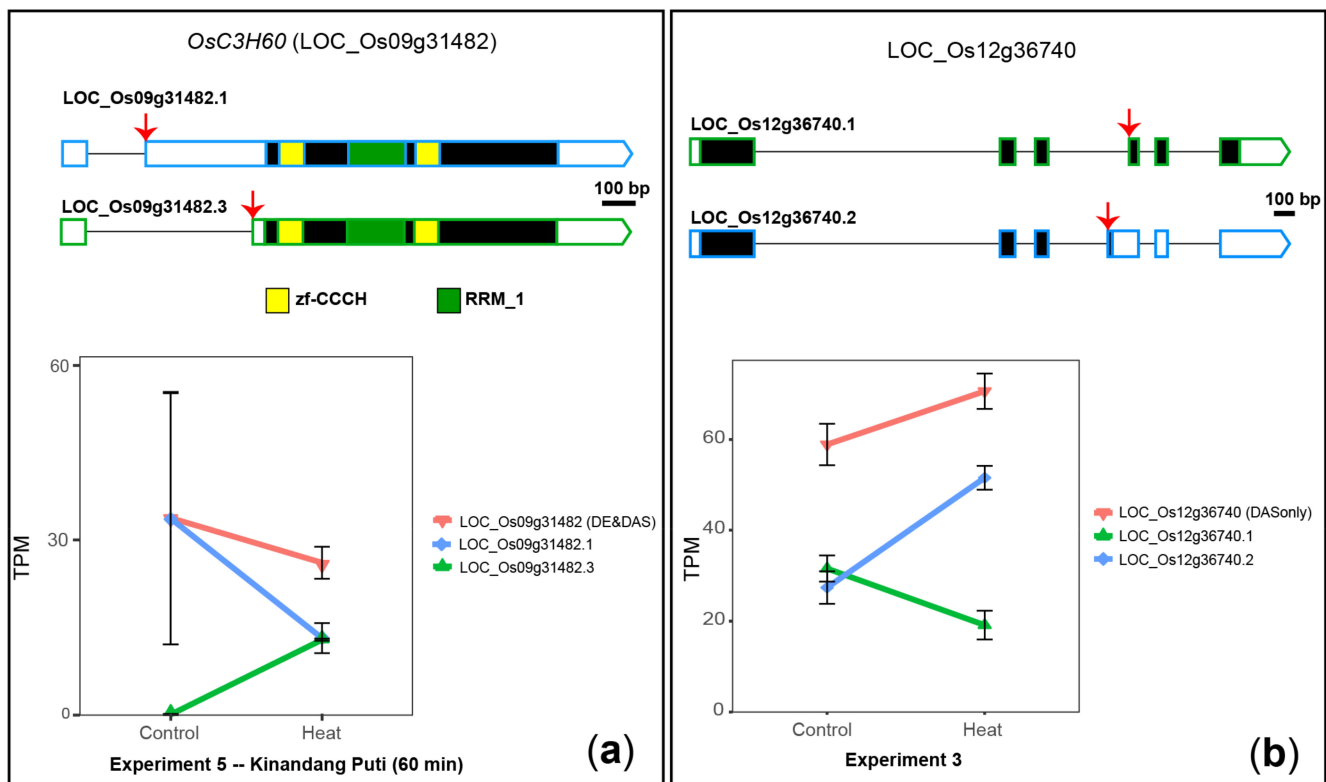 OsC3H60 (LOC_Os09g31482)
LOC_Os09g31482.1
LOC_Os09g31482.3
100 bp
zf-CCCH
RRM_1
60
30
0
TPM
Control
Heat
LOC_Os09g31482 (DE&DAS)
LOC_Os09g31482.1
LOC_Os09g31482.3
Experiment 5 -- Kinandang Puti (60 min)
(a)
LOC_Os12g36740
LOC_Os12g36740.1
100 bp
LOC_Os12g36740.2
60
40
20
0
TPM
Control
Heat
LOC_Os12g36740 (DASonly)
LOC_Os12g36740.1
LOC_Os12g36740.2
Experiment 3
(b)